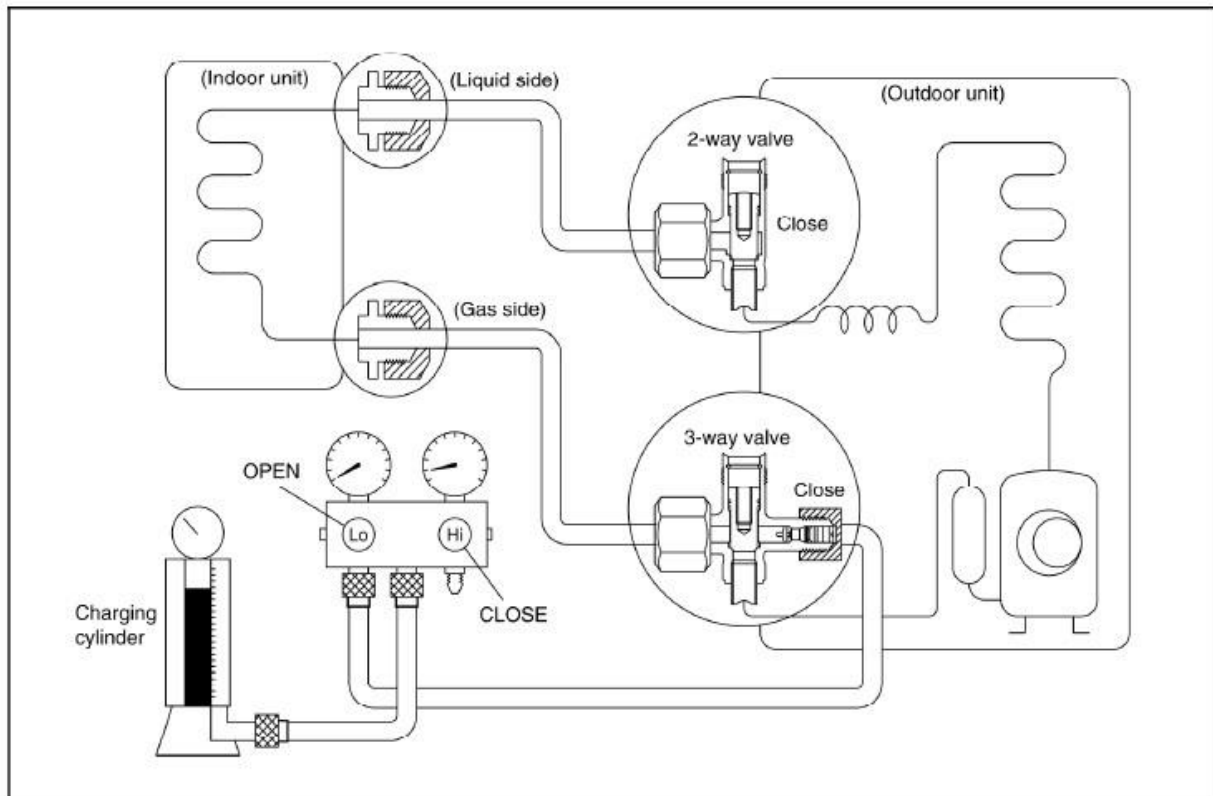 (Indoor unit)
(Liquid side)
(Outdoor unit)
2-way valve
Close
(Gas side)
3-way valve
Close
OPEN
Lo
Hi
CLOSE
Charging
cylinder